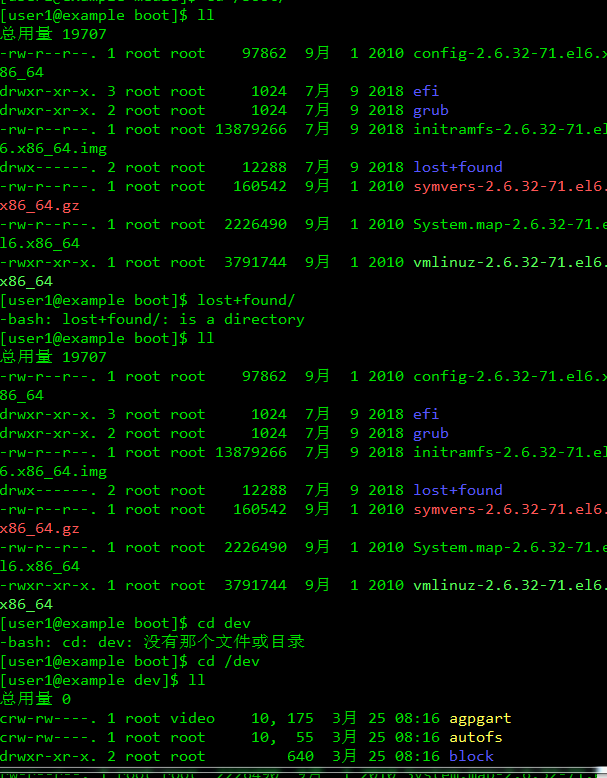 [user1@example boot]$ ll
总用量 19707
-rw-r--r--. 1 root root    97862  9月   1 2010 config-2.6.32-71.el6.x
86_64
drwxr-xr-x. 3 root root     1024  7月   9 2018 efi
drwxr-xr-x. 2 root root     1024  7月   9 2018 grub
-rw-r--r--. 1 root root 13879266  7月   9 2018 initramfs-2.6.32-71.el
6.x86_64.img
drwx------. 2 root root    12288  7月   9 2018 lost+found
-rw-r--r--. 1 root root   160542  9月   1 2010 symvers-2.6.32-71.el6.
x86_64.gz
-rw-r--r--. 1 root root  2226490  9月   1 2010 System.map-2.6.32-71.e
l6.x86_64
-rwxr-xr-x. 1 root root  3791744  9月   1 2010 vmlinuz-2.6.32-71.el6.
x86_64
[user1@example boot]$ lost+found/
-bash: lost+found/: is a directory
[user1@example boot]$ ll
总用量 19707
-rw-r--r--. 1 root root    97862  9月   1 2010 config-2.6.32-71.el6.x
86_64
drwxr-xr-x. 3 root root     1024  7月   9 2018 efi
drwxr-xr-x. 2 root root     1024  7月   9 2018 grub
-rw-r--r--. 1 root root 13879266  7月   9 2018 initramfs-2.6.32-71.el
6.x86_64.img
drwx------. 2 root root    12288  7月   9 2018 lost+found
-rw-r--r--. 1 root root   160542  9月   1 2010 symvers-2.6.32-71.el6.
x86_64.gz
-rw-r--r--. 1 root root  2226490  9月   1 2010 System.map-2.6.32-71.e
l6.x86_64
-rwxr-xr-x. 1 root root  3791744  9月   1 2010 vmlinuz-2.6.32-71.el6.
x86_64
[user1@example boot]$ cd dev
-bash: cd: dev: 没有那个文件或目录
[user1@example boot]$ cd /dev
[user1@example dev]$ ll
总用量 0
crw-rw----. 1 root video    10, 175  3月  25 08:16 agpgart
crw-rw----. 1 root root     10,  55  3月  25 08:16 autofs
drwxr-xr-x. 2 root root         640  3月  25 08:16 block